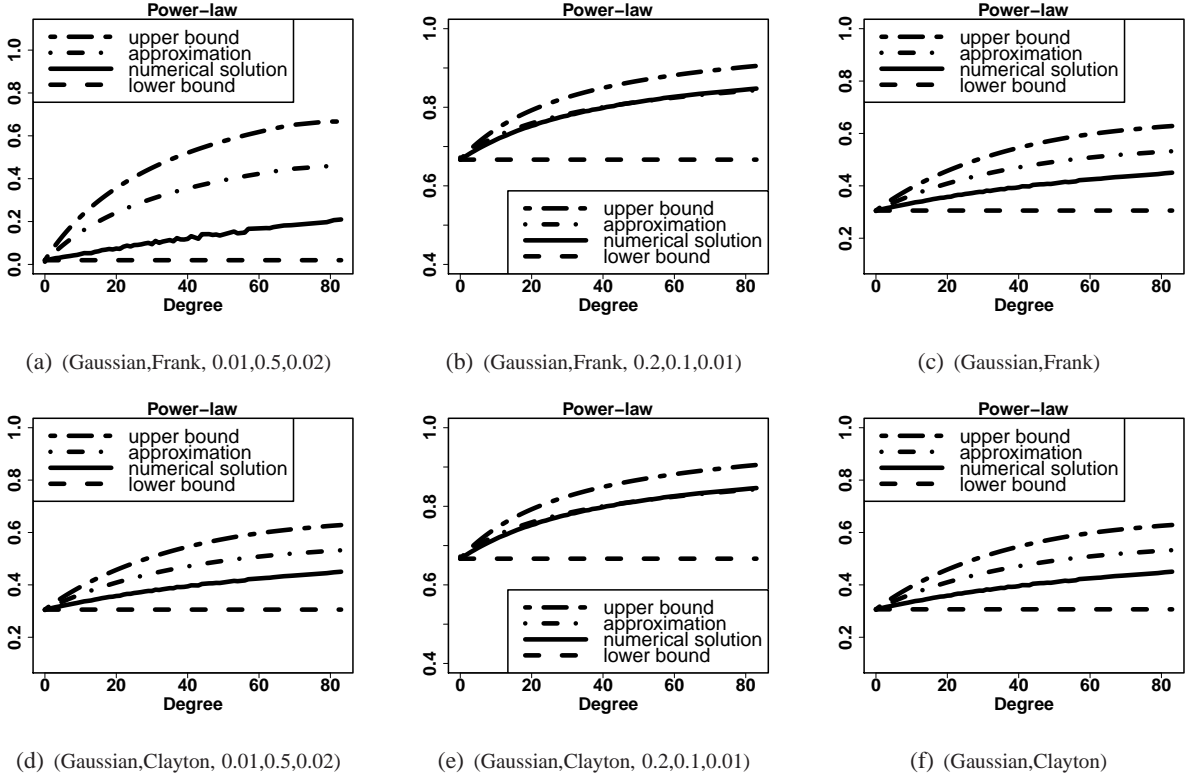 Power−law
upper bound
approximation
numerical solution
lower bound
0.0 0.2 0.4 0.6 0.8 1.0
0 20 40 60 80
Degree
(a) (Gaussian,Frank, 0.01,0.5,0.02)
Power−law
upper bound
approximation
numerical solution
lower bound
0.4 0.6 0.8 1.0
0 20 40 60 80
Degree
(b) (Gaussian,Frank, 0.2,0.1,0.01)
Power−law
upper bound
approximation
numerical solution
lower bound
0.2 0.4 0.6 0.8 1.0
0 20 40 60 80
Degree
(c) (Gaussian,Frank)
Power−law
upper bound
approximation
numerical solution
lower bound
0.2 0.4 0.6 0.8 1.0
0 20 40 60 80
Degree
(d) (Gaussian,Clayton, 0.01,0.5,0.02)
Power−law
upper bound
approximation
numerical solution
lower bound
0.4 0.6 0.8 1.0
0 20 40 60 80
Degree
(e) (Gaussian,Clayton, 0.2,0.1,0.01)
Power−law
upper bound
approximation
numerical solution
lower bound
0.2 0.4 0.6 0.8 1.0
0 20 40 60 80
Degree
(f) (Gaussian,Clayton)